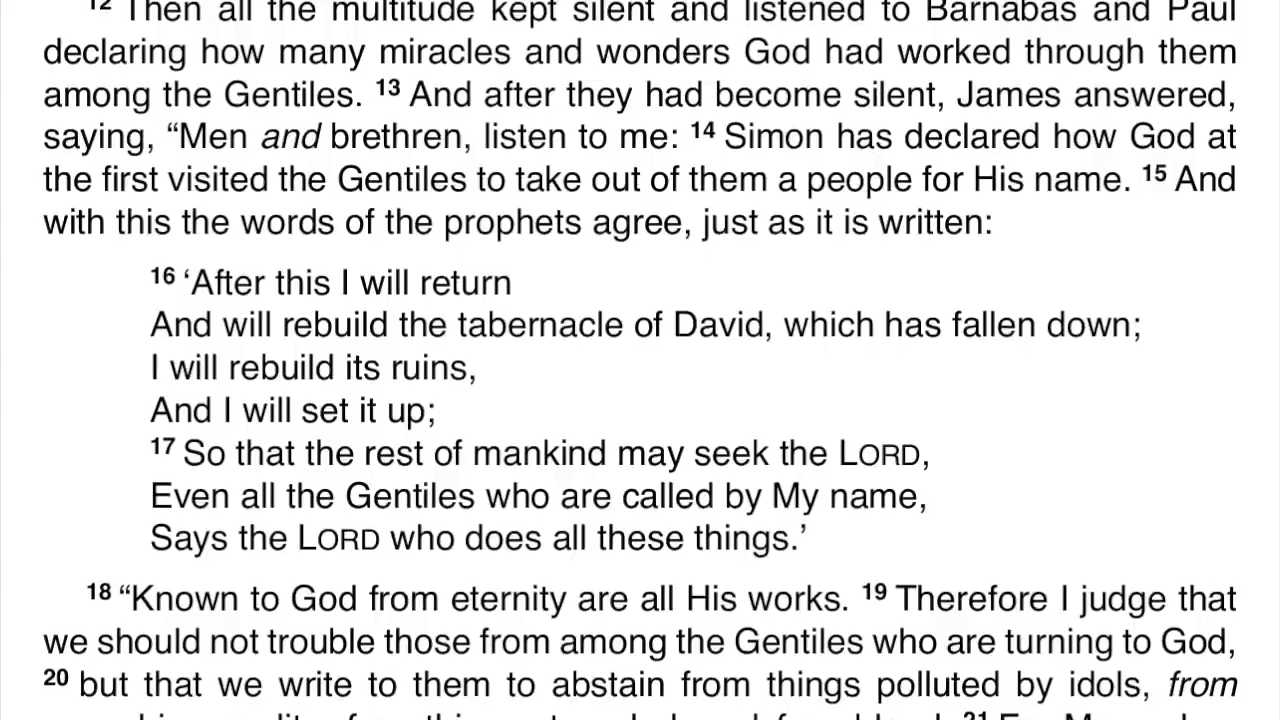 12 Then all the multitude kept silent and listened to Barnabas and Paul
declaring how many miracles and wonders God had worked through them
among the Gentiles. 13 And after they had become silent, James answered,
saying, “Men and brethren, listen to me: 14 Simon has declared how God at
the first visited the Gentiles to take out of them a people for His name. 15 And
with this the words of the prophets agree, just as it is written:
16 ‘After this I will return
And will rebuild the tabernacle of David, which has fallen down;
I will rebuild its ruins,
And I will set it up;
17 So that the rest of mankind may seek the LORD,
Even all the Gentiles who are called by My name,
Says the LORD who does all these things.’
18 “Known to God from eternity are all His works. 19 Therefore I judge that
we should not trouble those from among the Gentiles who are turning to God,
20 but that we write to them to abstain from things polluted by idols, from